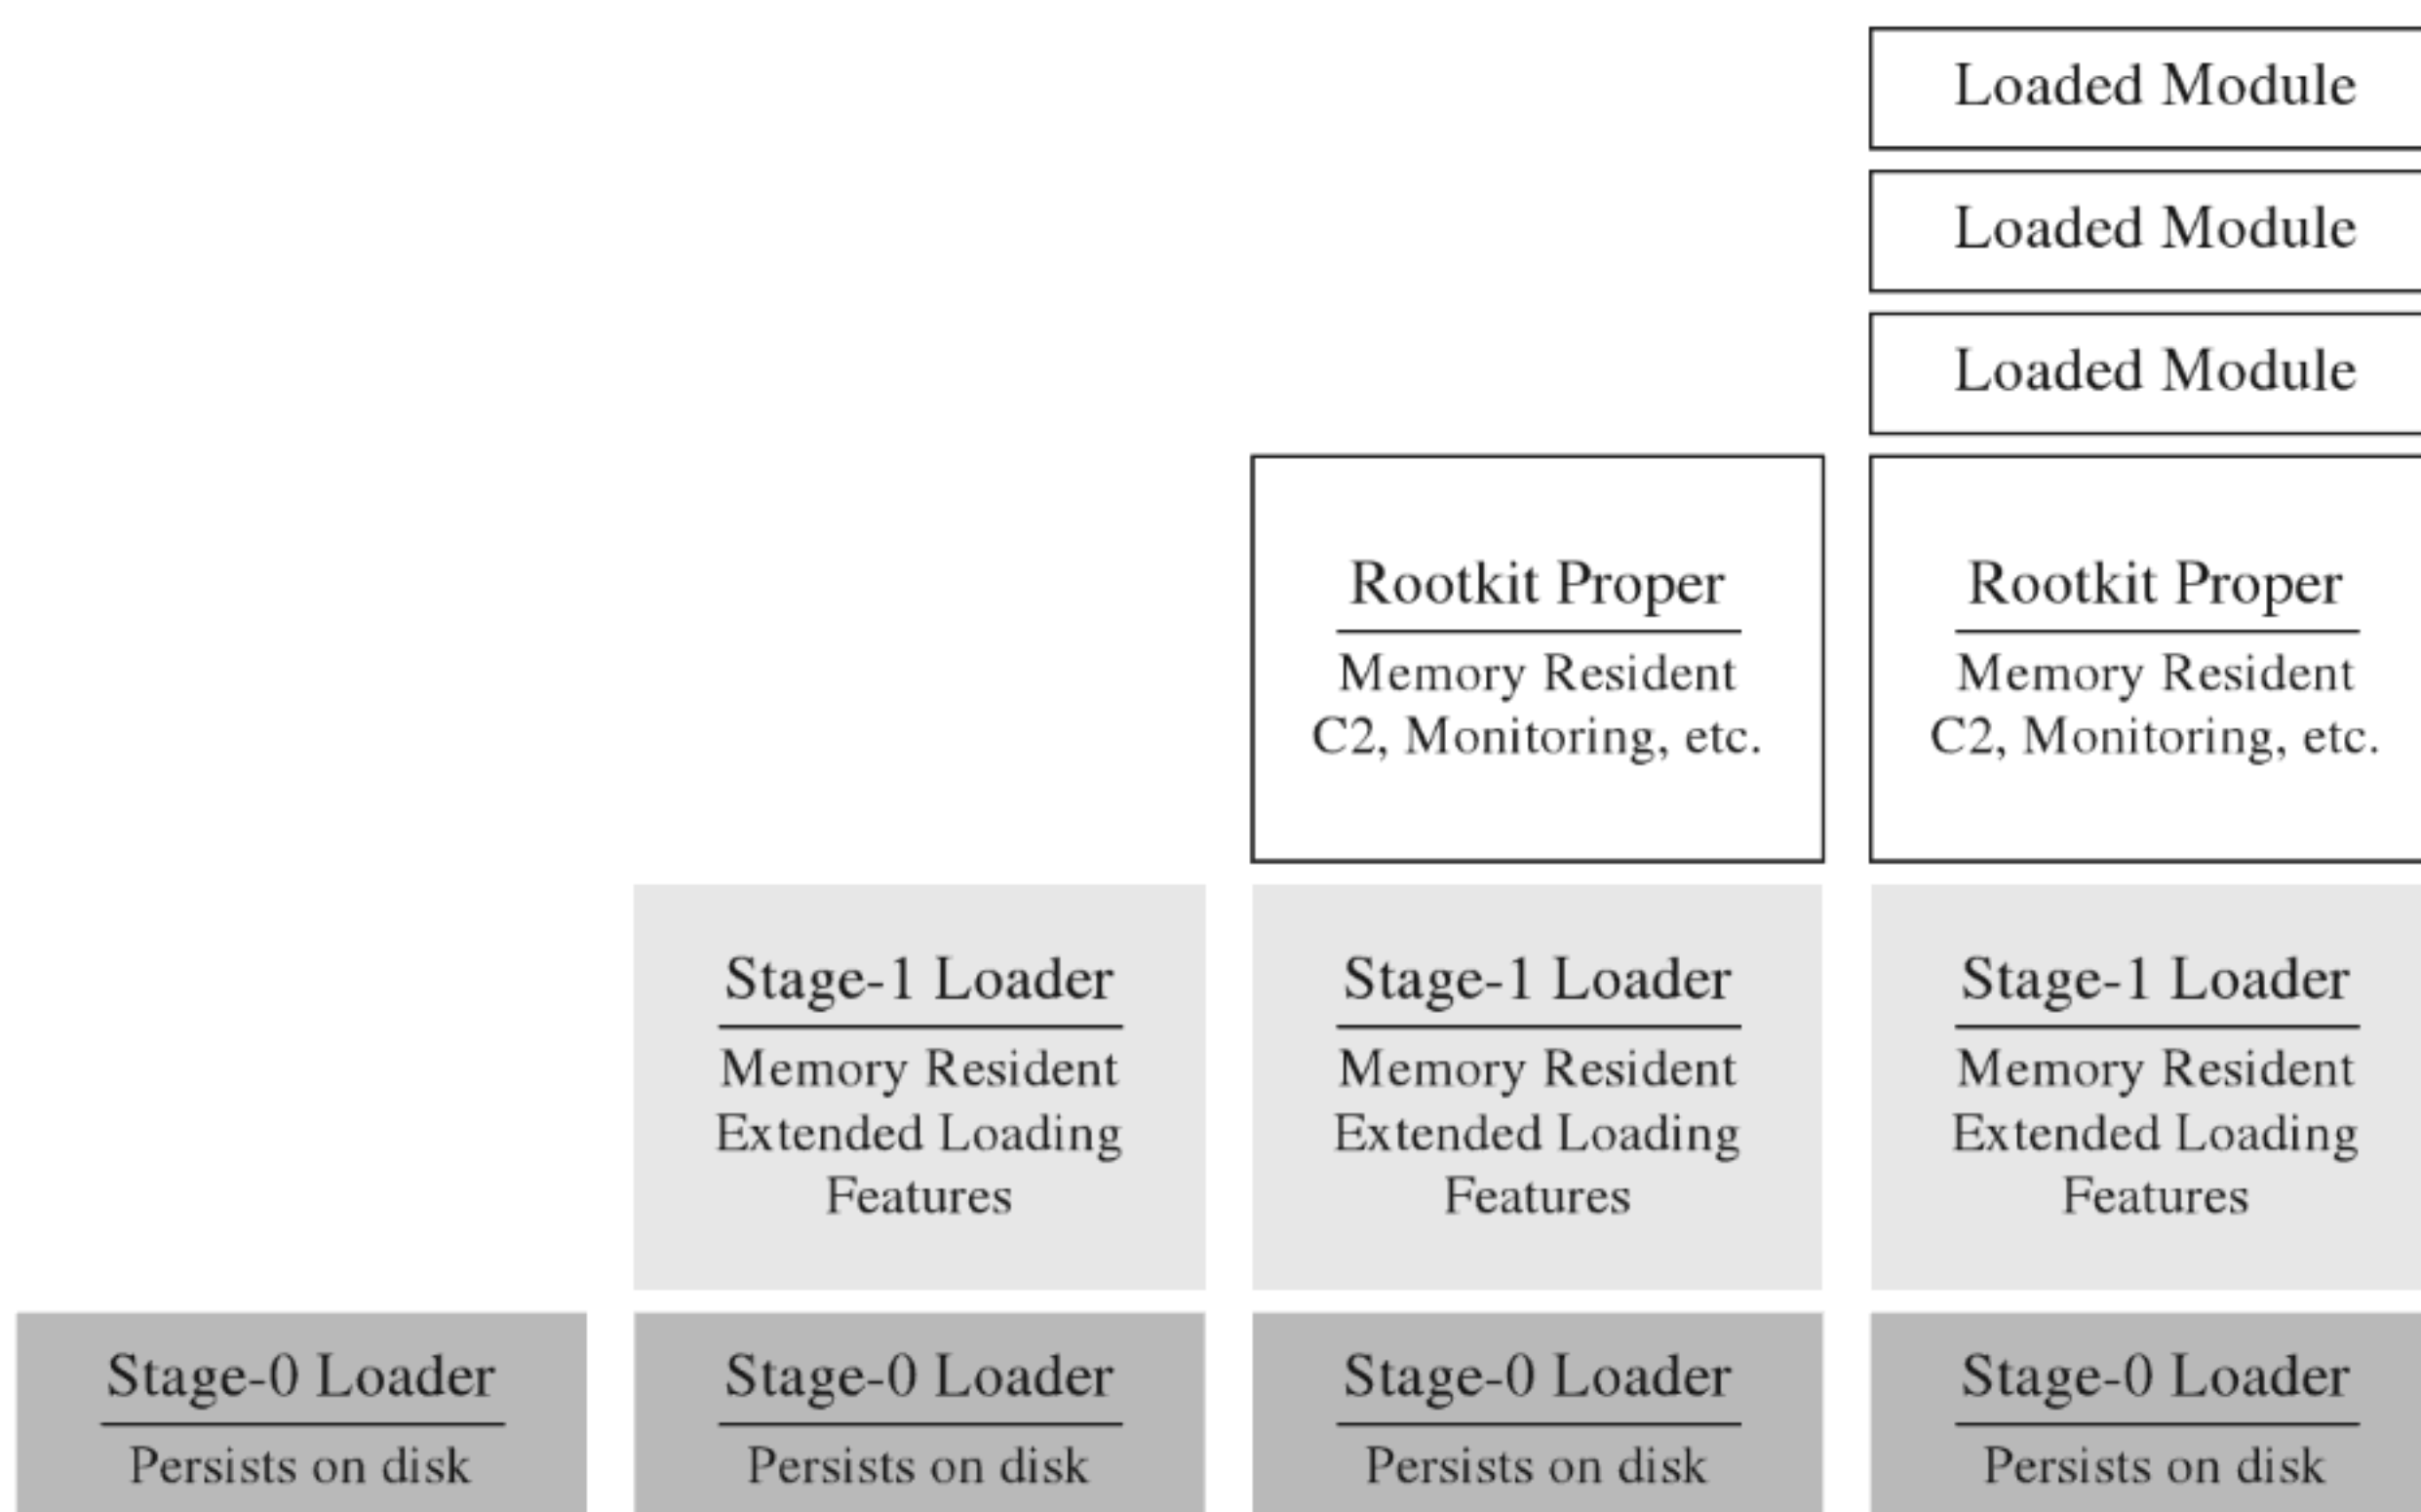 Loaded Module
Loaded Module
Loaded Module
Rootkit Proper
Memory Resident
C2, Monitoring, etc.
Rootkit Proper
Memory Resident
C2, Monitoring, etc.
Stage-1 Loader
Memory Resident
Extended Loading
Features
Stage-1 Loader
Memory Resident
Extended Loading
Features
Stage-1 Loader
Memory Resident
Extended Loading
Features
Stage-0 Loader
Persists on disk
Stage-0 Loader
Persists on disk
Stage-0 Loader
Persists on disk
Stage-0 Loader
Persists on disk